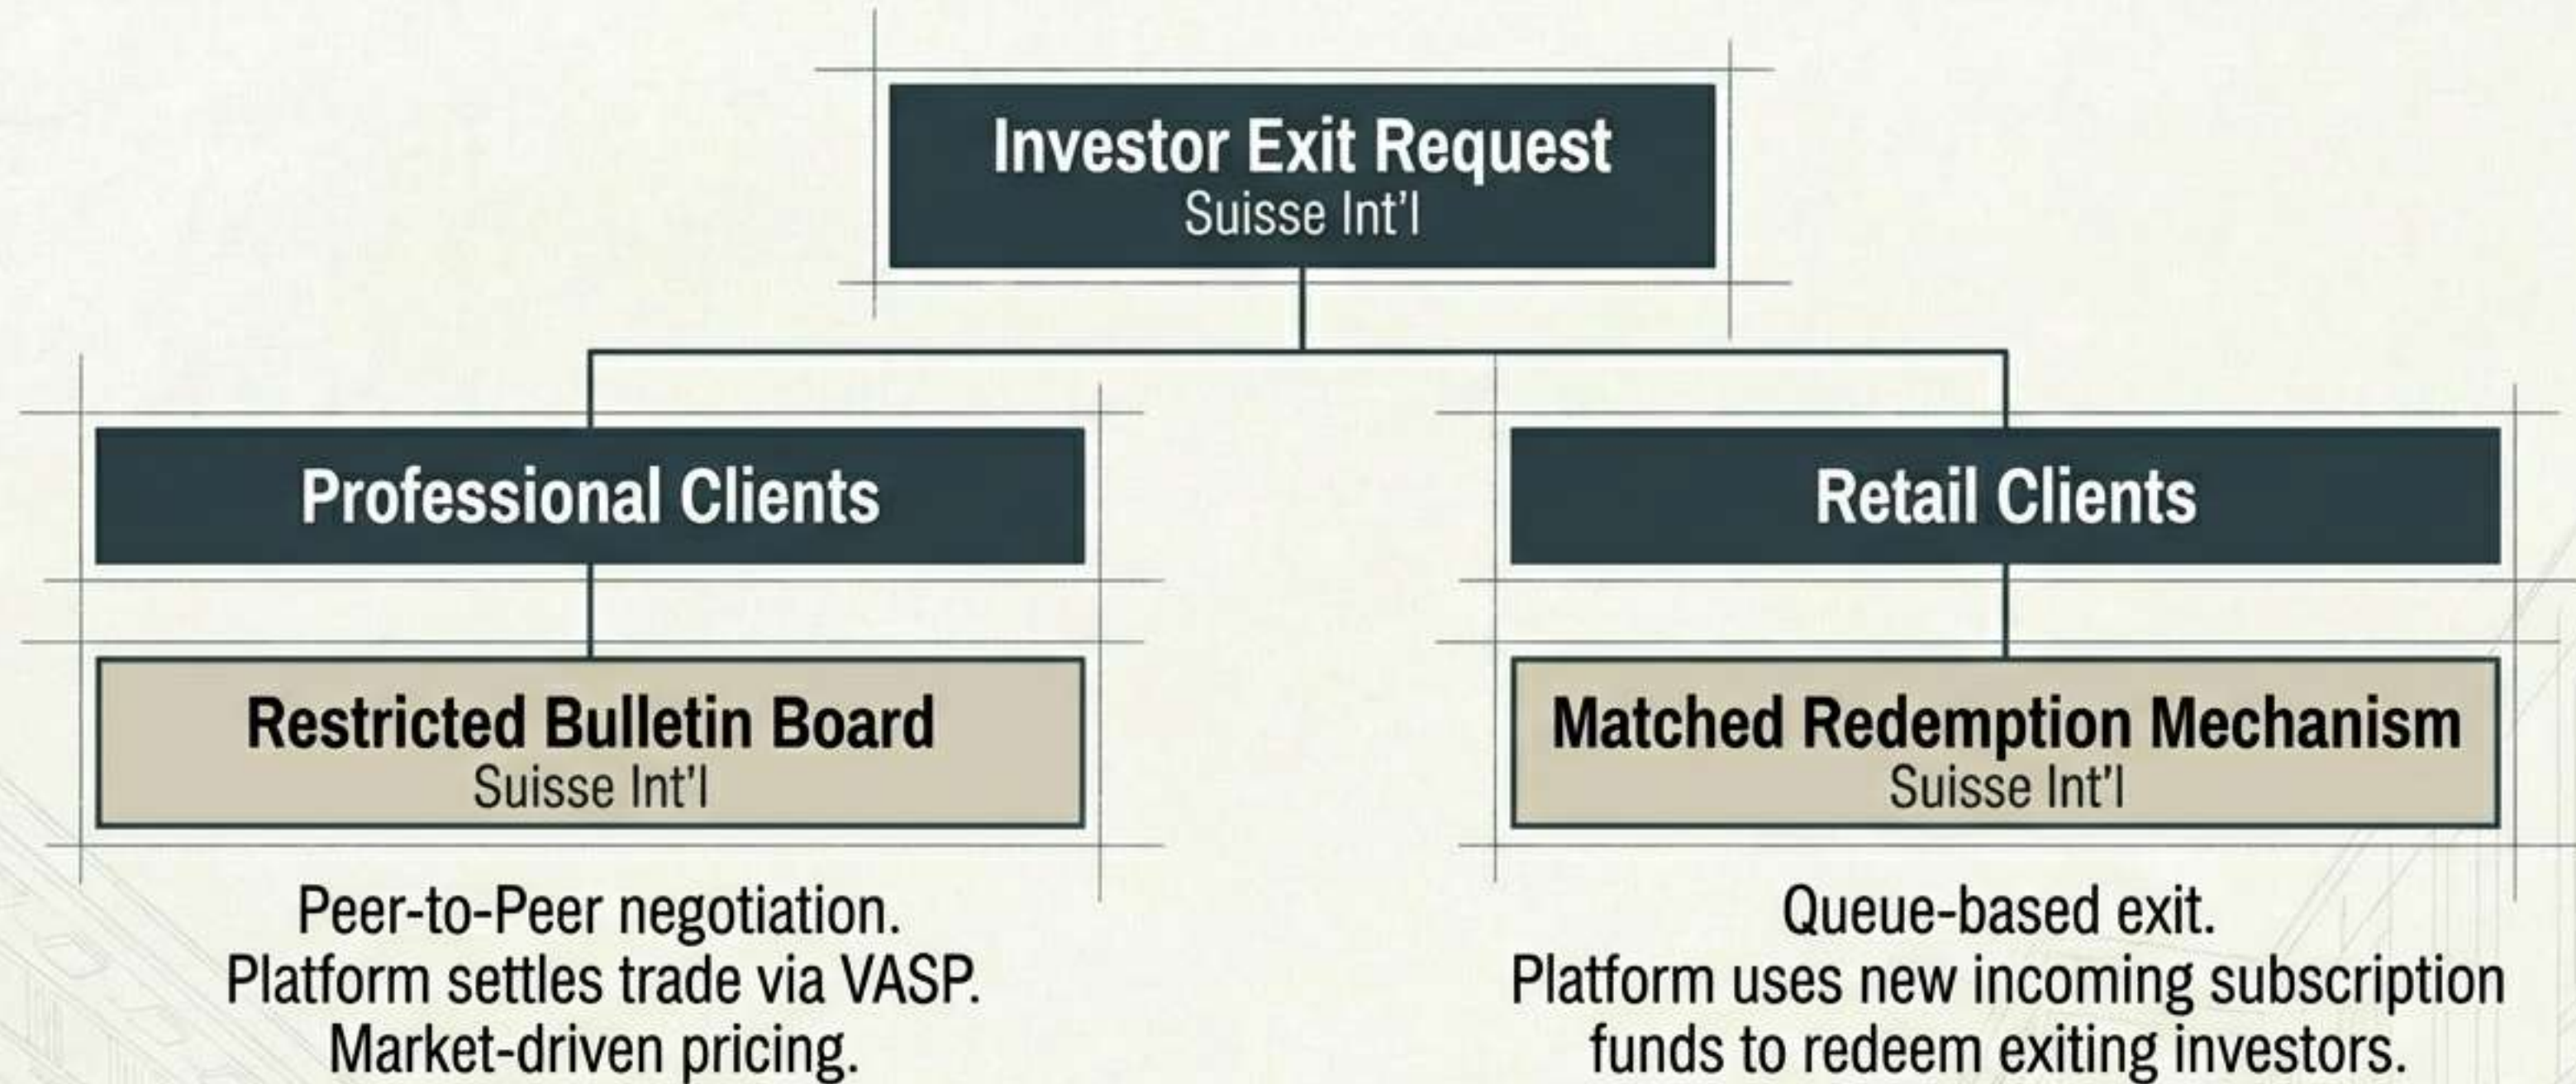 Investor Exit Request
Suisse Int'l
Professional Clients
Retail Clients
Restricted Bulletin Board
Suisse Int'l
Matched Redemption Mechanism
Suisse Int'l
Peer-to-Peer negotiation.
Platform settles trade via VASP.
Market-driven pricing.
Queue-based exit.
Platform uses new incoming subscription
funds to redeem exiting investors.